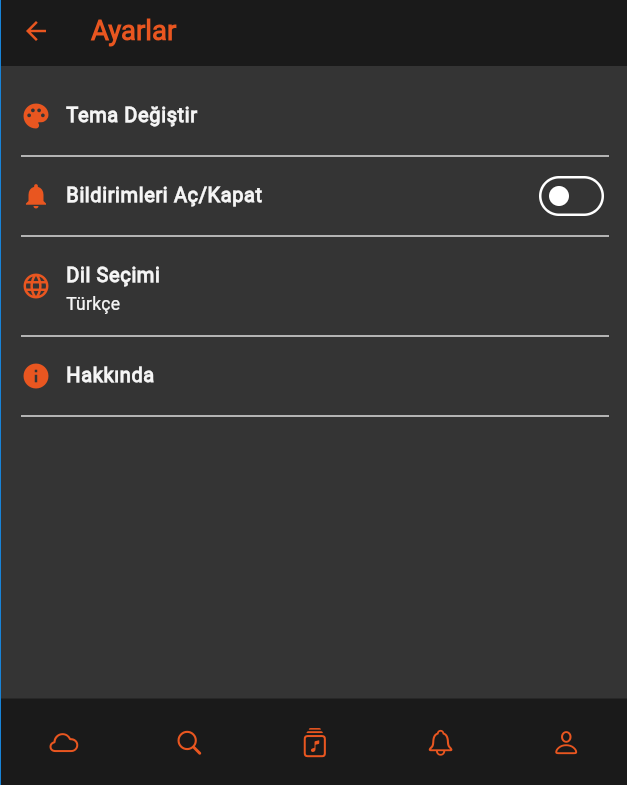 Ayarlar
Tema Değiştir
Bildirimleri Aç/Kapat
Dil Seçimi
Türkçe
Hakkında